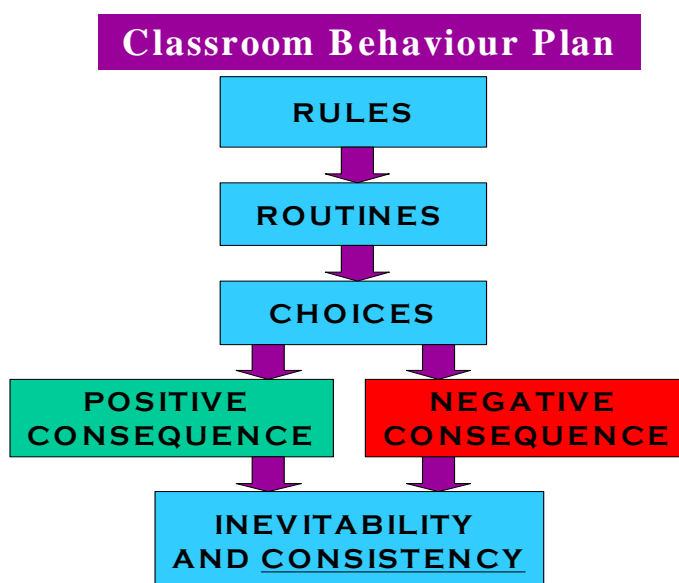 Classroom Behaviour Plan
RULES
ROUTINES
CHOICES
POSITIVE
CONSEQUENCE
NEGATIVE
CONSEQUENCE
INEVITABILITY
AND CONSISTENCY